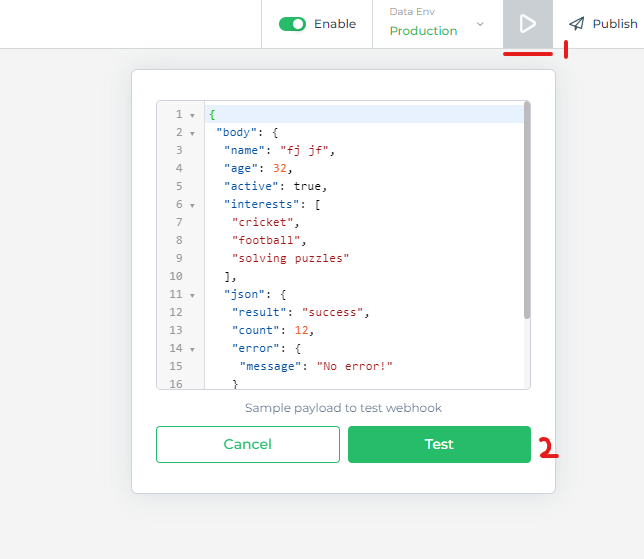 Enable
Data Env
Production
Publish
1
1 {
2 "body": {
3 "name": "fj jf",
4 "age": 32,
5 "active": true,
6 "interests": [
7 "cricket",
8 "football",
9 "solving puzzles"
10 ],
11 "json": {
12 "result": "success",
13 "count": 12,
14 "error": {
15 "message": "No error!"
16 }
Sample payload to test webhook
Cancel
Test
2